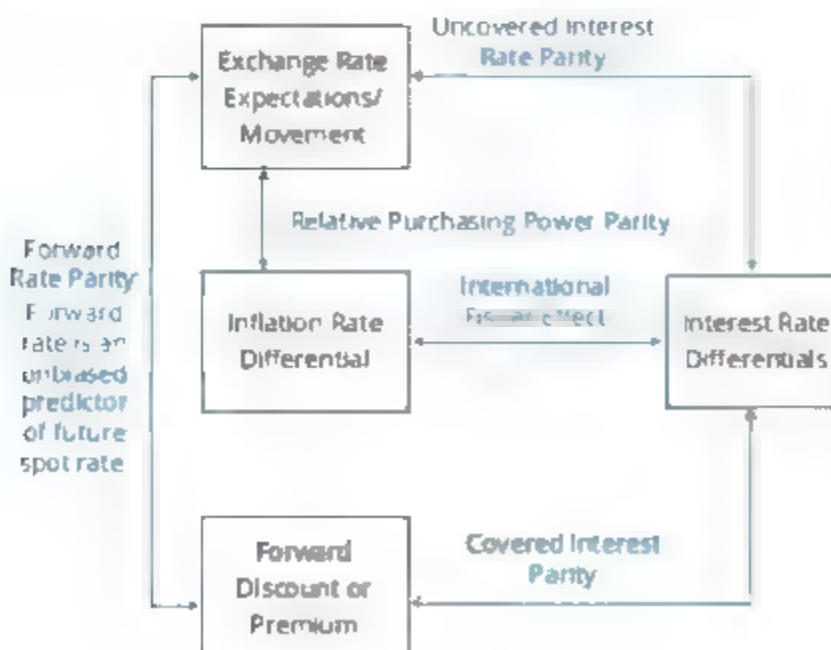 Uncovered Interest
Rate Parity
Exchange Rate
Expectations/
Movement
Relative Purchasing Power Parity
Forward
Rate Parity
Forward
rate is an
unbiased
predictor
of future
spot rate
Inflation Rate
Differential
International
Fisher effect
Interest Rate
Differentials
Forward
Discount or
Premium
Covered Interest
Parity